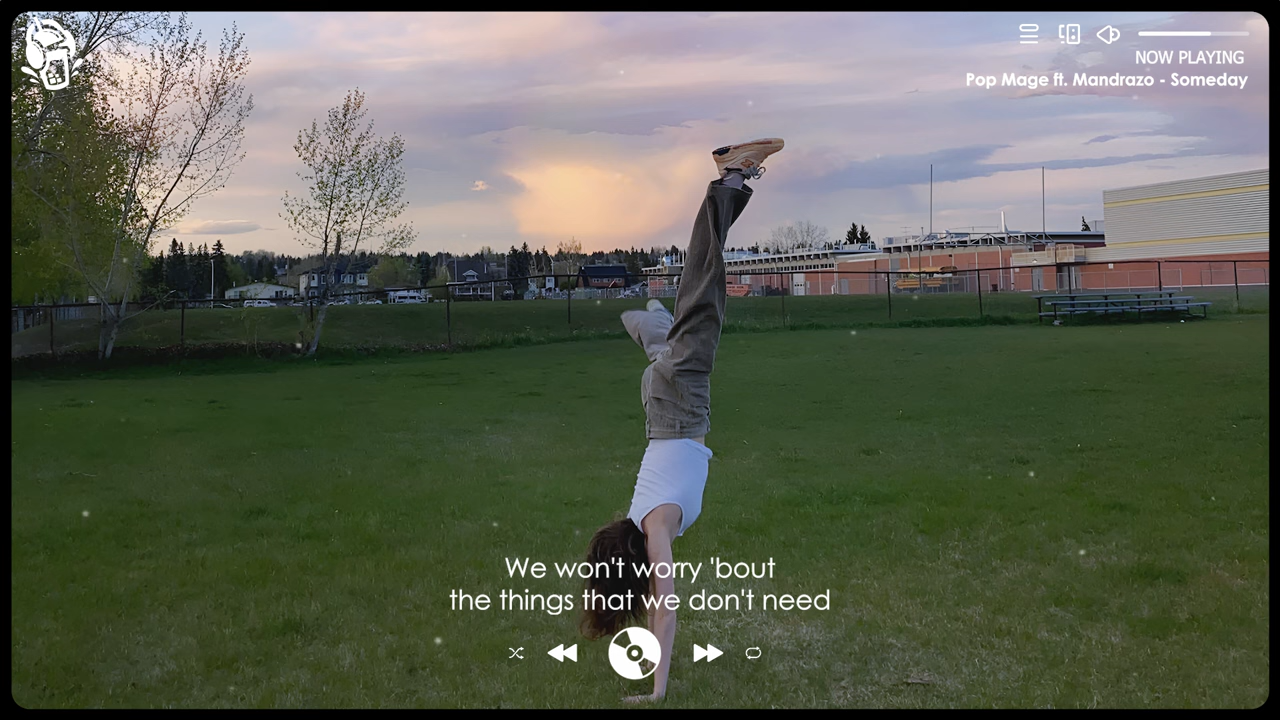 NOW PLAYING
Pop Mage ft. Mandrazo - Someday
We won't worry 'bout
the things that we don't need